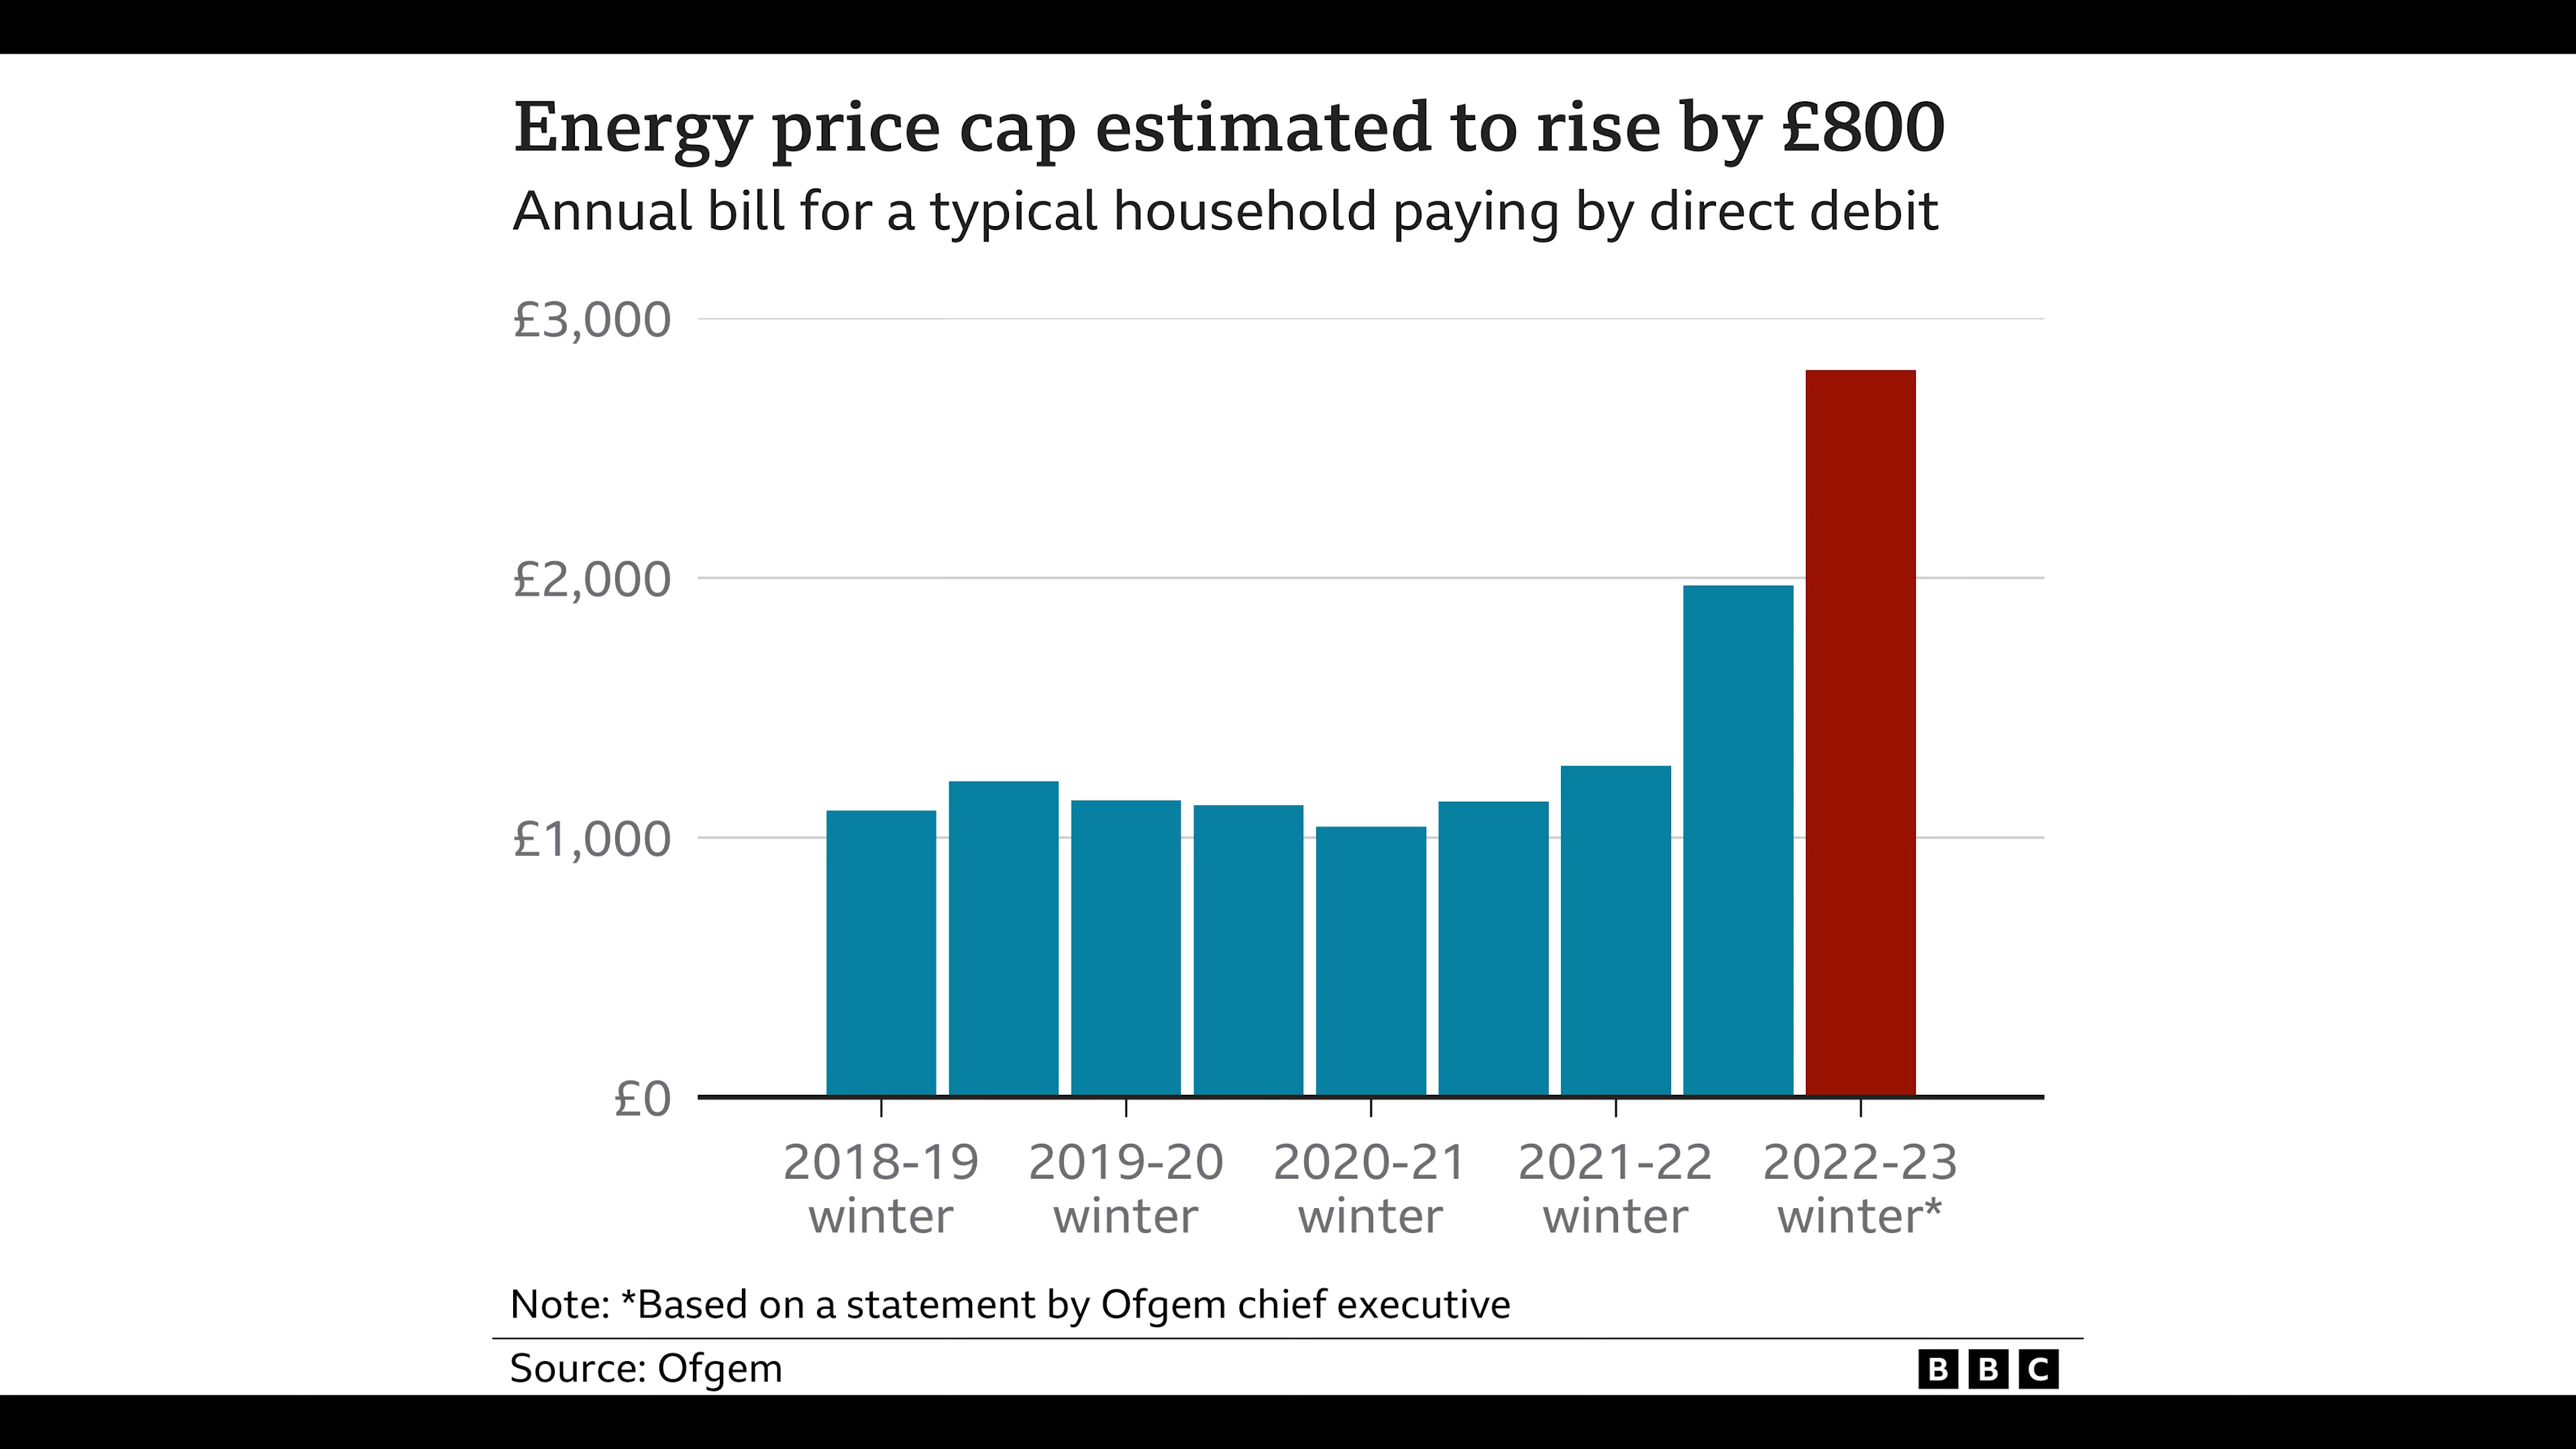 Energy price cap estimated to rise by £800
Annual bill for a typical household paying by direct debit
£3,000
£2,000
£1,000
£0
2018-19 winter
2019-20 winter
2020-21 winter
2021-22 winter
2022-23 winter*
Note: *Based on a statement by Ofgem chief executive
Source: Ofgem
BBC